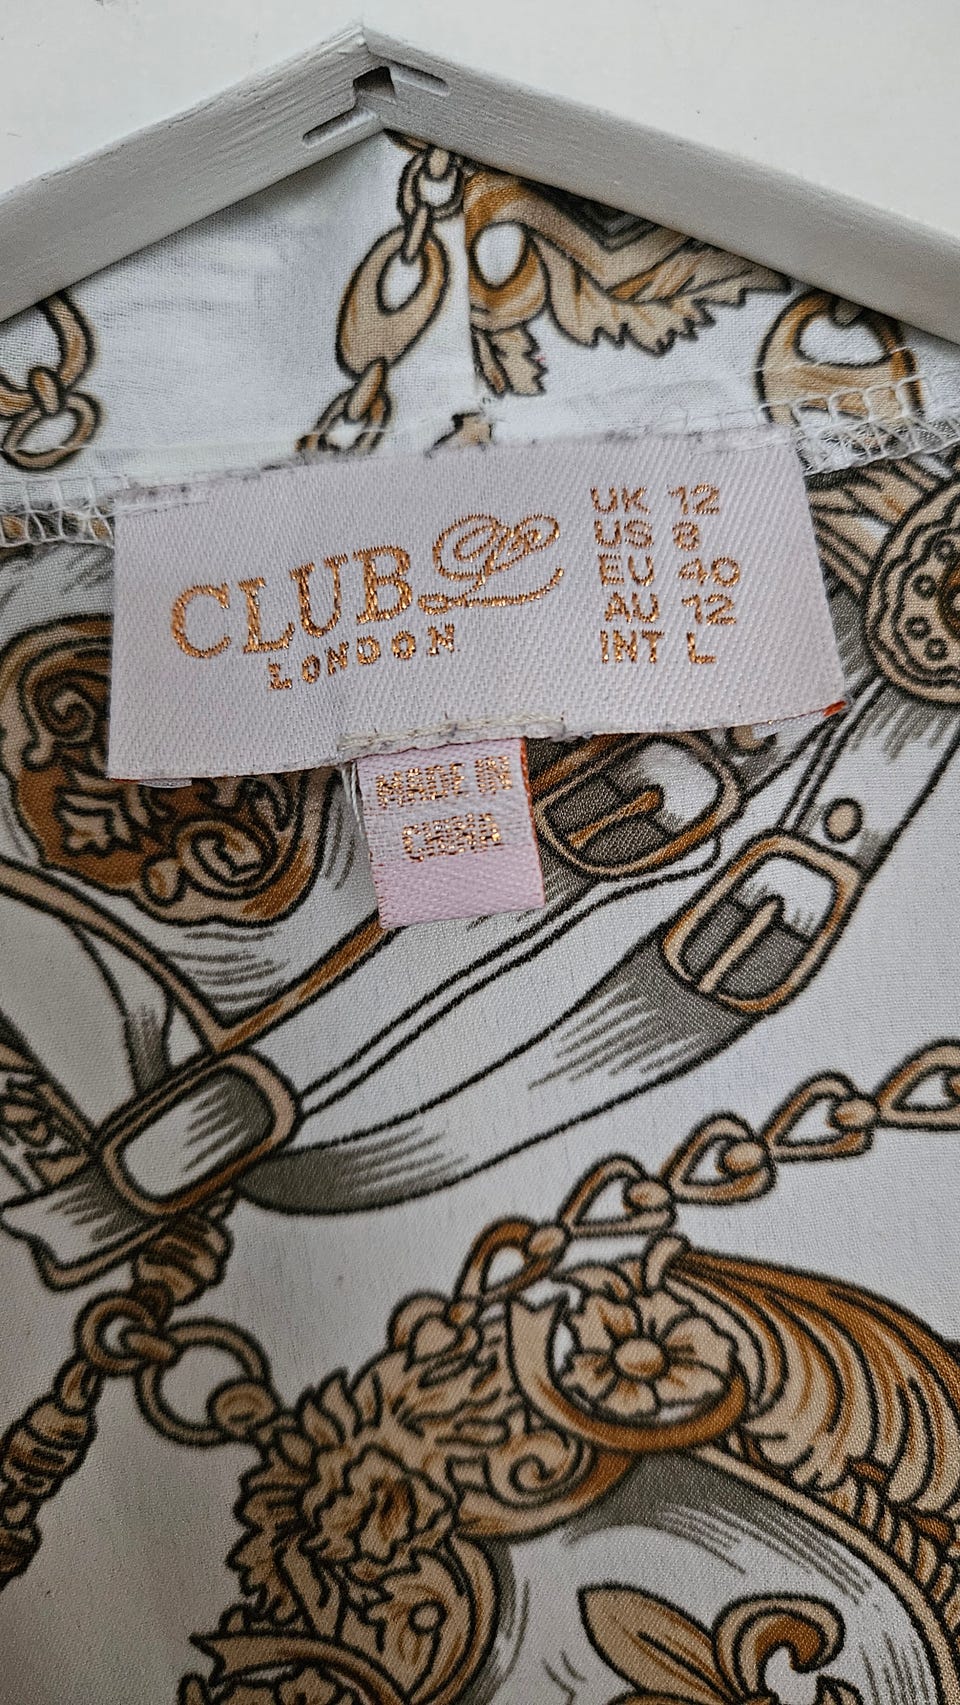 CLUB L
LONDON
UK 12
US 8
EU 40
AU 12
INT L
MADE IN
CHINA